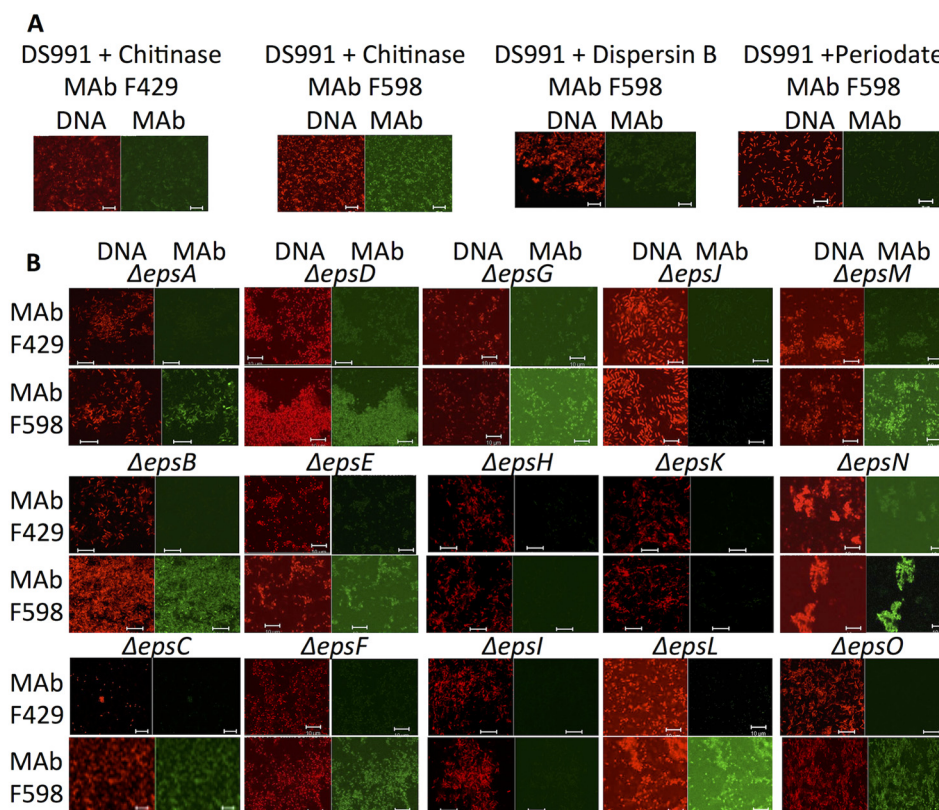 A
DS991 + Chitinase DS991 + Chitinase DS991 + Dispersin B DS991 +Periodate
MAb F429 MAb F598 MAb F598 MAb F598
DNA MAb DNA MAb DNA MAb DNA MAb
B
DNA MAb DNA MAb DNA MAb DNA MAb DNA MAb
ΔepsA ΔepsD ΔepsG ΔepsJ ΔepsM
MAb
F429
MAb
F598
ΔepsB ΔepsE ΔepsH ΔepsK ΔepsN
MAb
F429
MAb
F598
ΔepsC ΔepsF ΔepsI ΔepsL ΔepsO
MAb
F429
MAb
F598